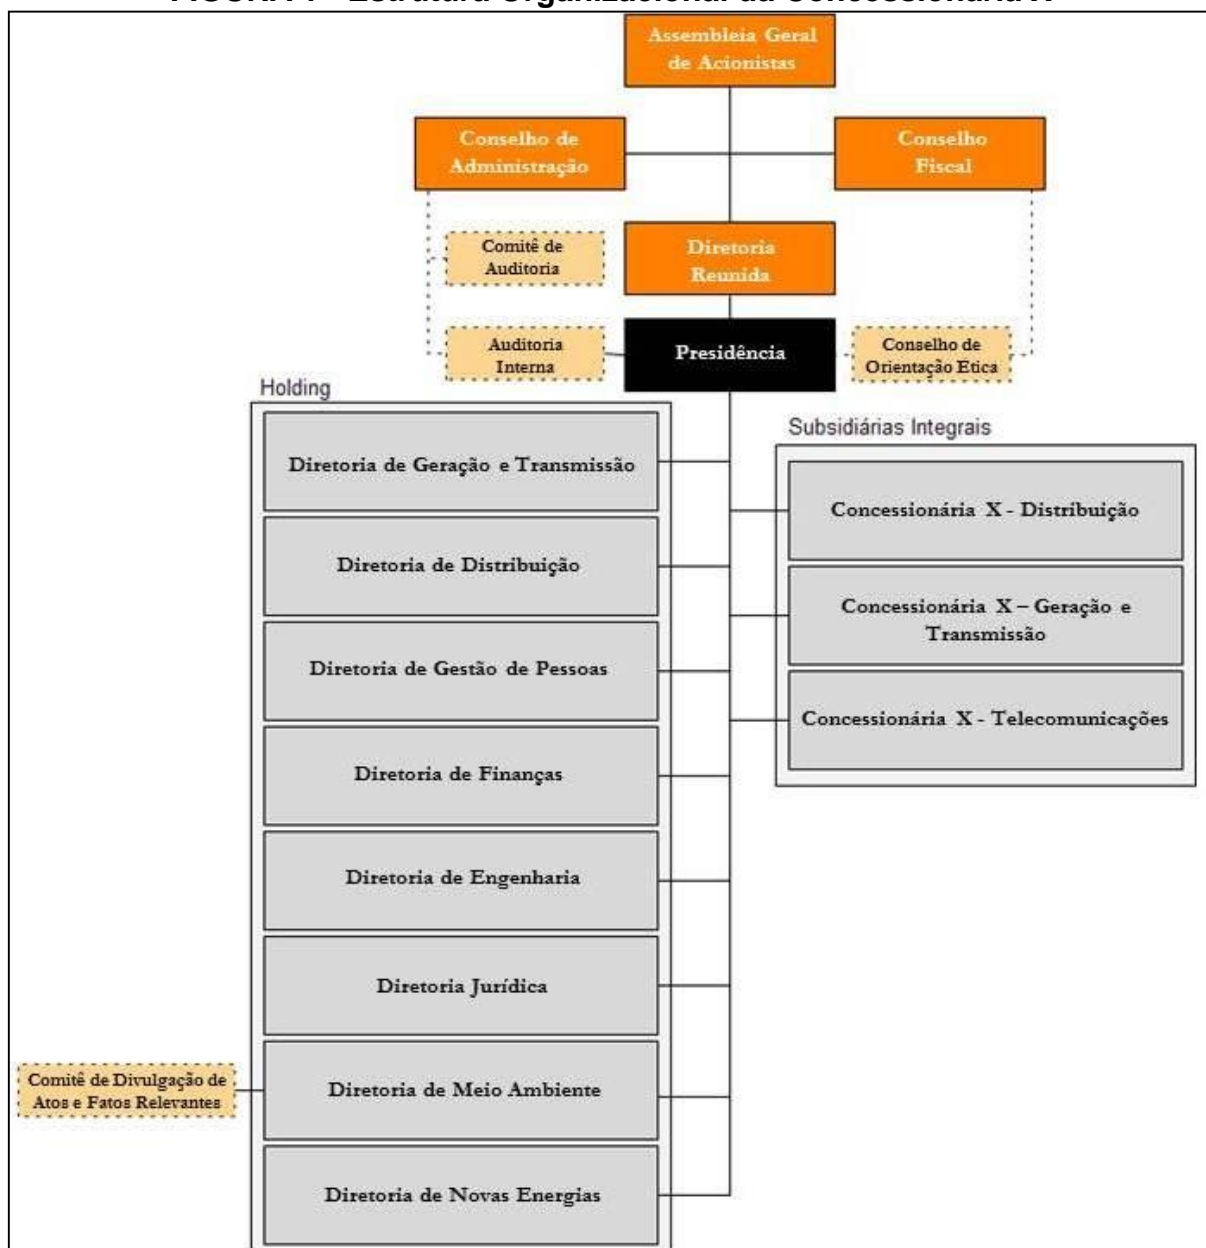 Assembleia Geral
de Acionistas
Conselho de
Administração
Conselho
Fiscal
Comitê de
Auditoria
Diretoria
Reunida
Auditoria
Interna
Presidência
Conselho de
Orientação Etica
Holding
Diretoria de Geração e Transmissão
Diretoria de Distribuição
Diretoria de Gestão de Pessoas
Diretoria de Finanças
Diretoria de Engenharia
Diretoria Jurídica
Comitê de Divulgação de
Atos e Fatos Relevantes
Diretoria de Meio Ambiente
Diretoria de Novas Energias
Subsidiárias Integrais
Concessionária X - Distribuição
Concessionária X – Geração e
Transmissão
Concessionária X - Telecomunicações